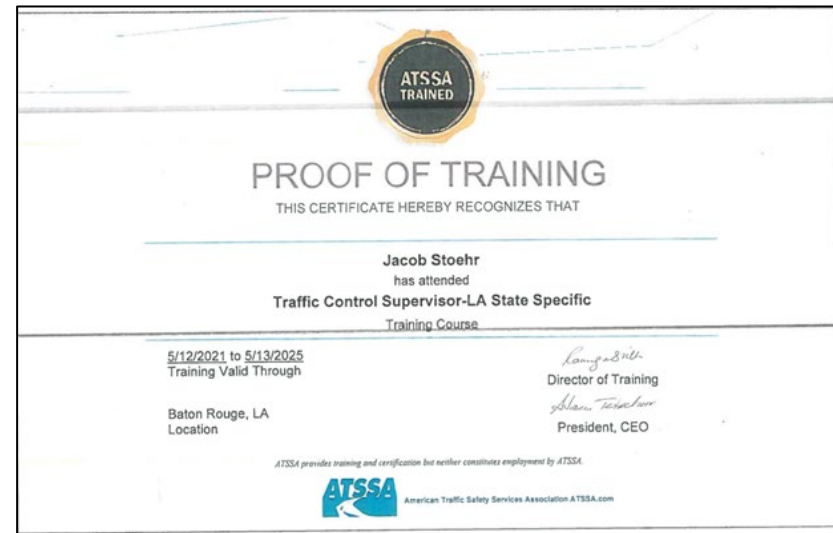 ATSSA
TRAINED
PROOF OF TRAINING
THIS CERTIFICATE HEREBY RECOGNIZES THAT
Jacob Stoehr
has attended
Traffic Control Supervisor-LA State Specific
Training Course
5/12/2021 to 5/13/2025
Training Valid Through
Director of Training
Baton Rouge, LA
Location
President, CEO
ATSSA provides training and certification but neither constitutes employment by ATSSA.
ATSSA
American Traffic Safety Services Association ATSSA.com